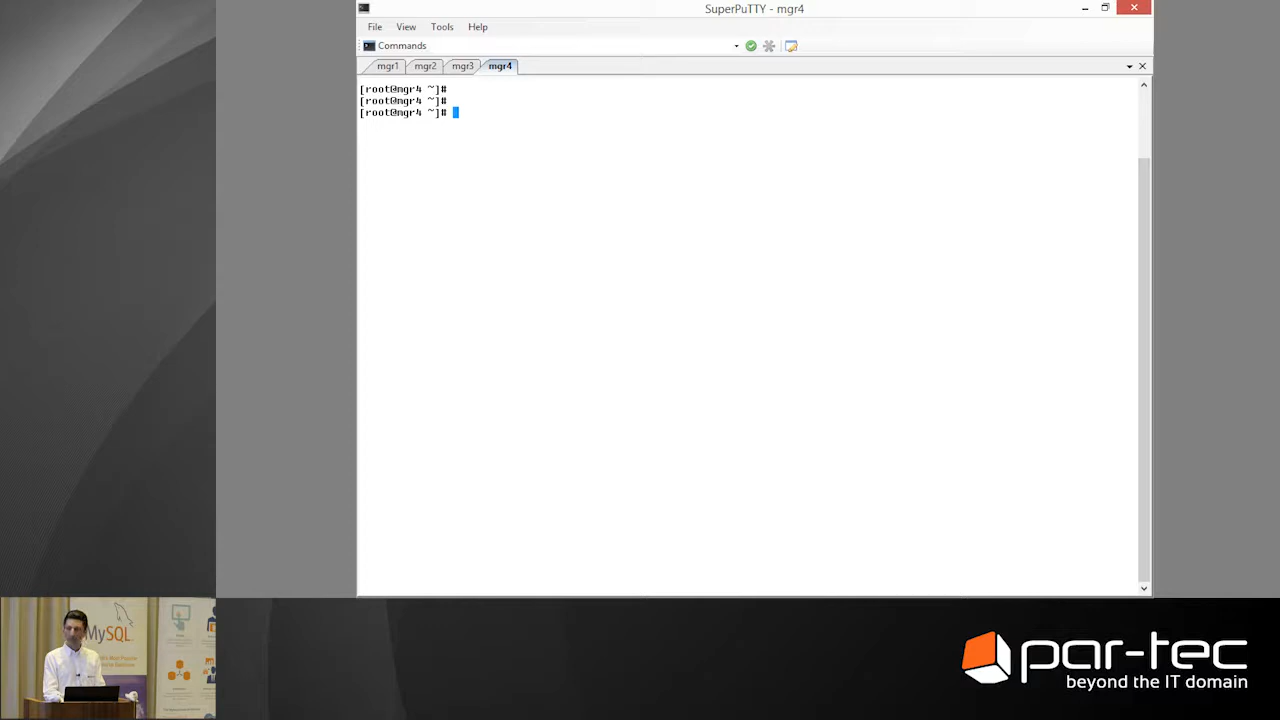 SuperPuTTY - mgr4
File View Tools Help
Commands
mgr1 mgr2 mgr3 mgr4
[root@mgr4 ~]#
[root@mgr4 ~]#
[root@mgr4 ~]#
MySQL
par-tec
beyond the IT domain